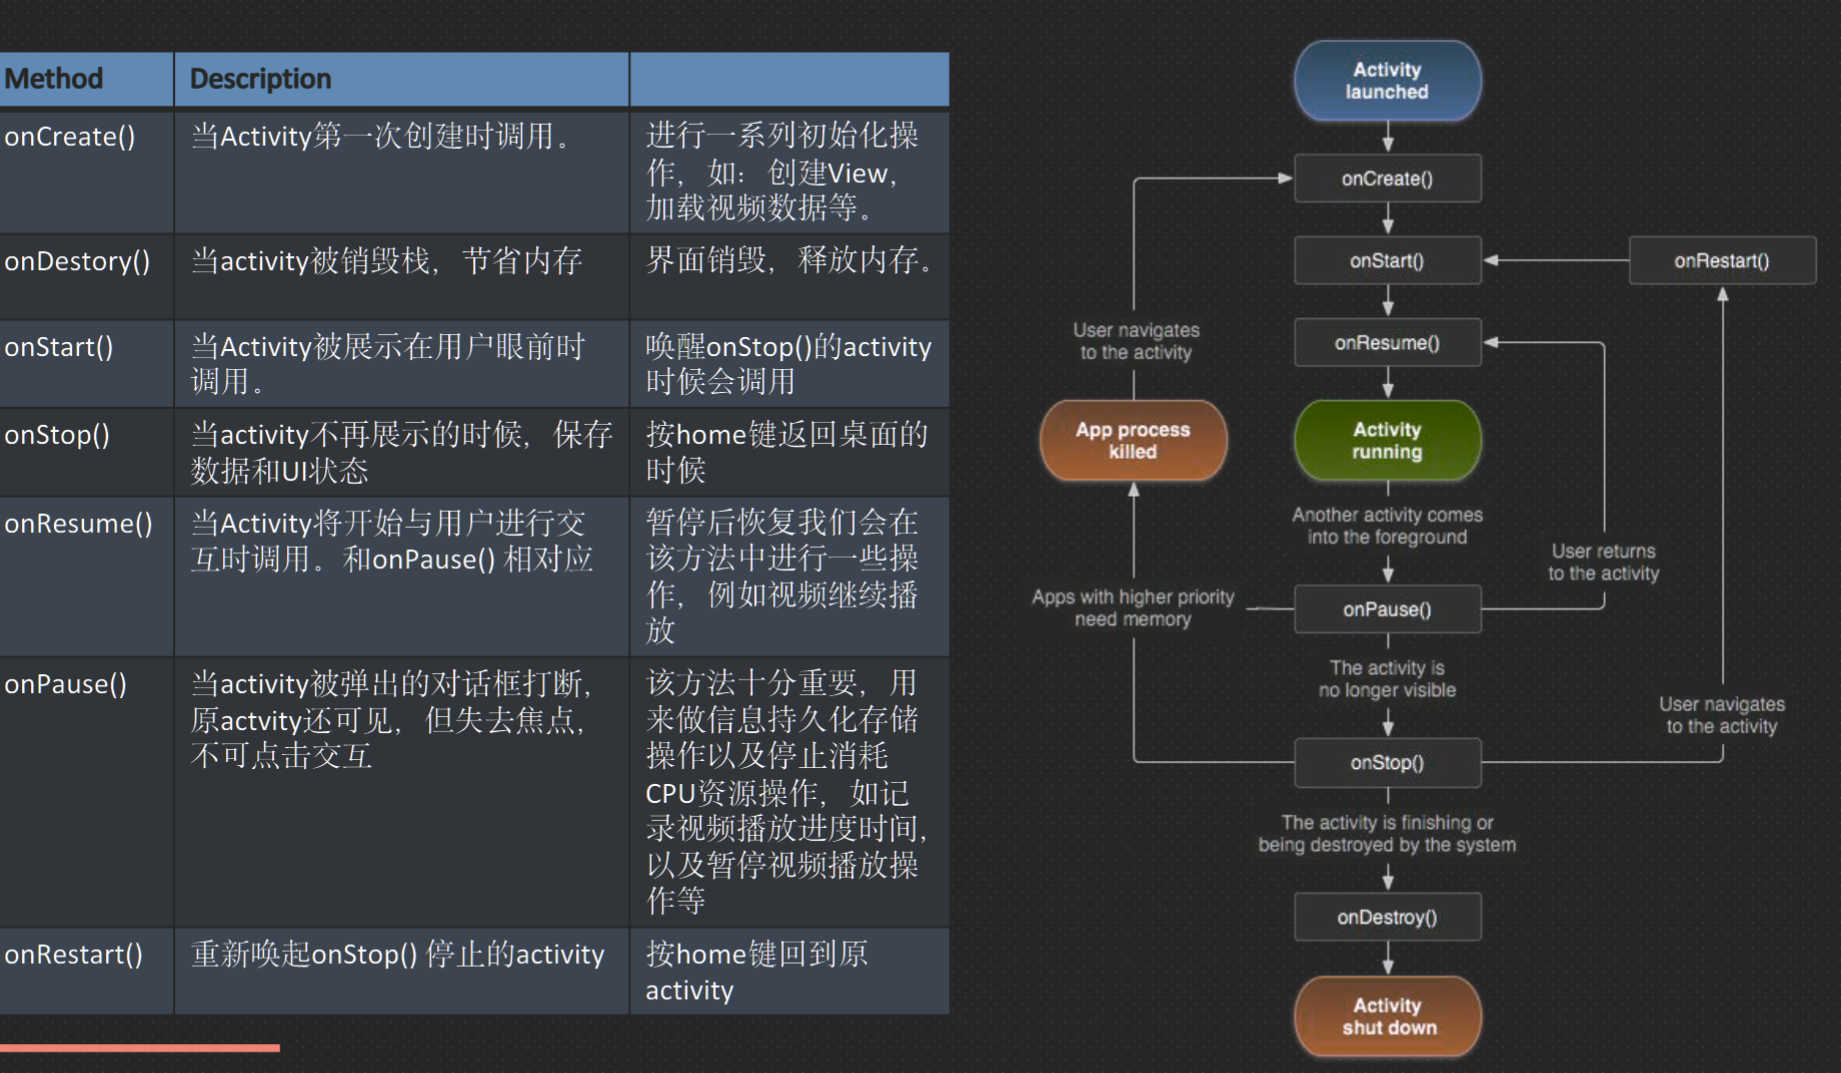 Method
Description
onCreate()
当Activity第一次创建时调用。
进行一系列初始化操
作，如：创建View，
加载视频数据等。
onDestory()
当activity被销毁栈，节省内存
界面销毁，释放内存。
onStart()
当Activity被展示在用户眼前时
调用。
唤醒onStop()的activity
时候会调用
onStop()
当activity不再展示的时候，保存
数据和UI状态
按home键返回桌面的
时候
onResume()
当Activity将开始与用户进行交
互时调用。和onPause() 相对应
暂停后恢复我们会在
该方法中进行一些操
作，例如视频继续播
放
onPause()
当activity被弹出的对话框打断，
原actvity还可见，但失去焦点，
不可点击交互
该方法十分重要，用
来做信息持久化存储
操作以及停止消耗
CPU资源操作，如记
录视频播放进度时间，
以及暂停视频播放操
作等
onRestart()
重新唤起onStop() 停止的activity
按home键回到原
activity
Activity
launched
onCreate()
onStart()
onRestart()
User navigates
to the activity
onResume()
App process
killed
Activity
running
Another activity comes
into the foreground
User returns
to the activity
Apps with higher priority
need memory
onPause()
The activity is
no longer visible
User navigates
to the activity
onStop()
The activity is finishing or
being destroyed by the system
onDestroy()
Activity
shut down